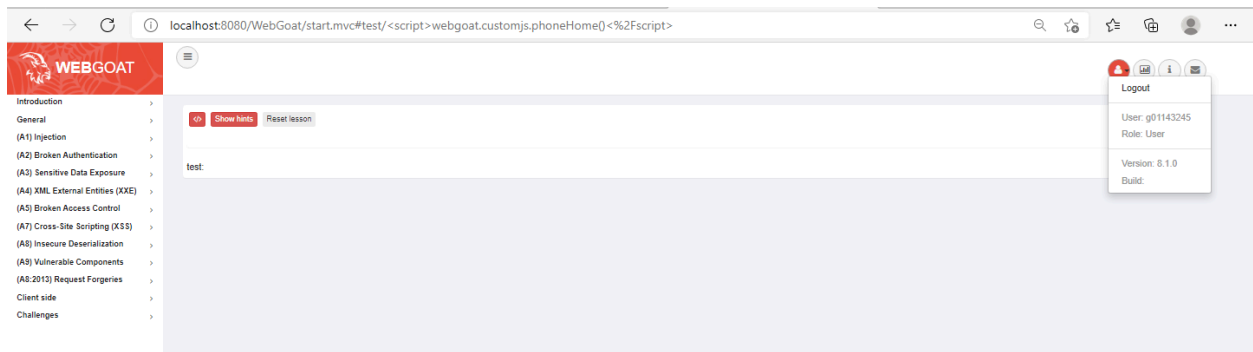 localhost:8080/WebGoat/start.mvc#test/<script>webgoat.customjs.phoneHome()<%2Fscript>
WEBGOAT
Introduction
General
(A1) Injection
(A2) Broken Authentication
(A3) Sensitive Data Exposure
(A4) XML External Entities (XXE)
(A5) Broken Access Control
(A7) Cross-Site Scripting (XSS)
(A8) Insecure Deserialization
(A9) Vulnerable Components
(A8:2013) Request Forgeries
Client side
Challenges
</> Show hints Reset lesson
test:
Logout
User: g01143245
Role: User
Version: 8.1.0
Build: